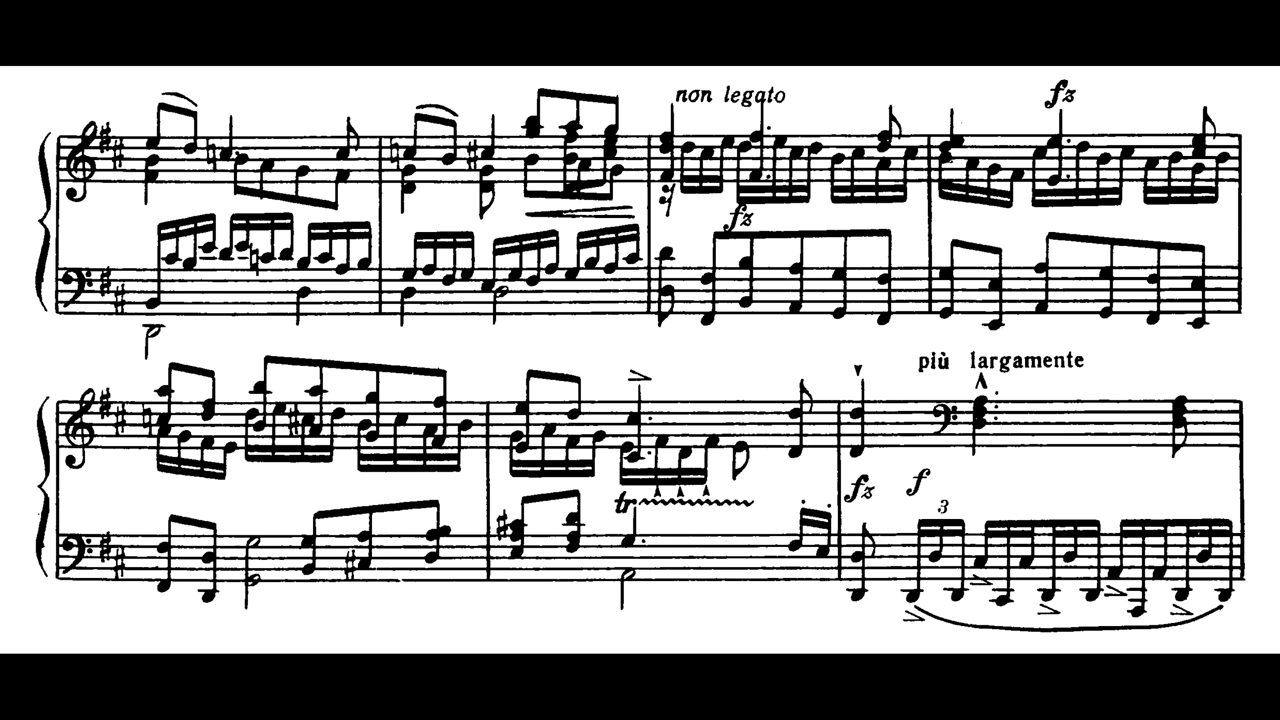 non legato
fz
fz
più largamente
tr
fz
f
3